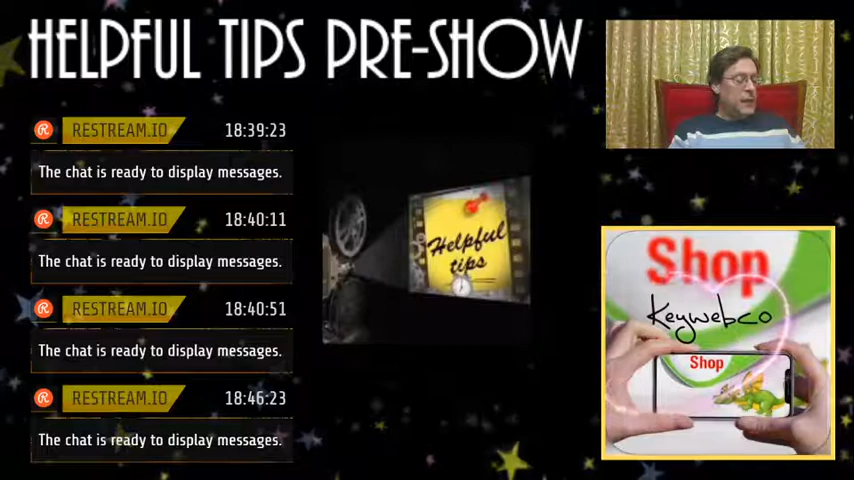 HELPFUL TIPS PRE-SHOW
RESTREAM.IO 18:39:23
The chat is ready to display messages.
RESTREAM.IO 18:40:11
The chat is ready to display messages.
RESTREAM.IO 18:40:51
The chat is ready to display messages.
RESTREAM.IO 18:46:23
The chat is ready to display messages.
Helpful
tips
Shop
Keywebco
Shop